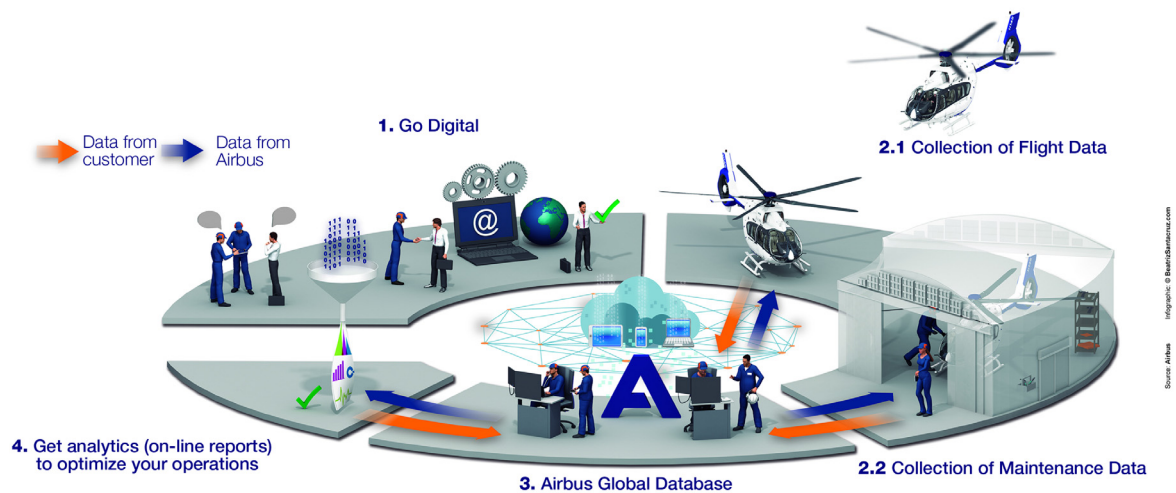 1. Go Digital
2.1 Collection of Flight Data
Data from
customer
Data from
Airbus
@
4. Get analytics (on-line reports)
to optimize your operations
3. Airbus Global Database
2.2 Collection of Maintenance Data
Source: Airbus Infographic: © BeatrizSantacruz.com